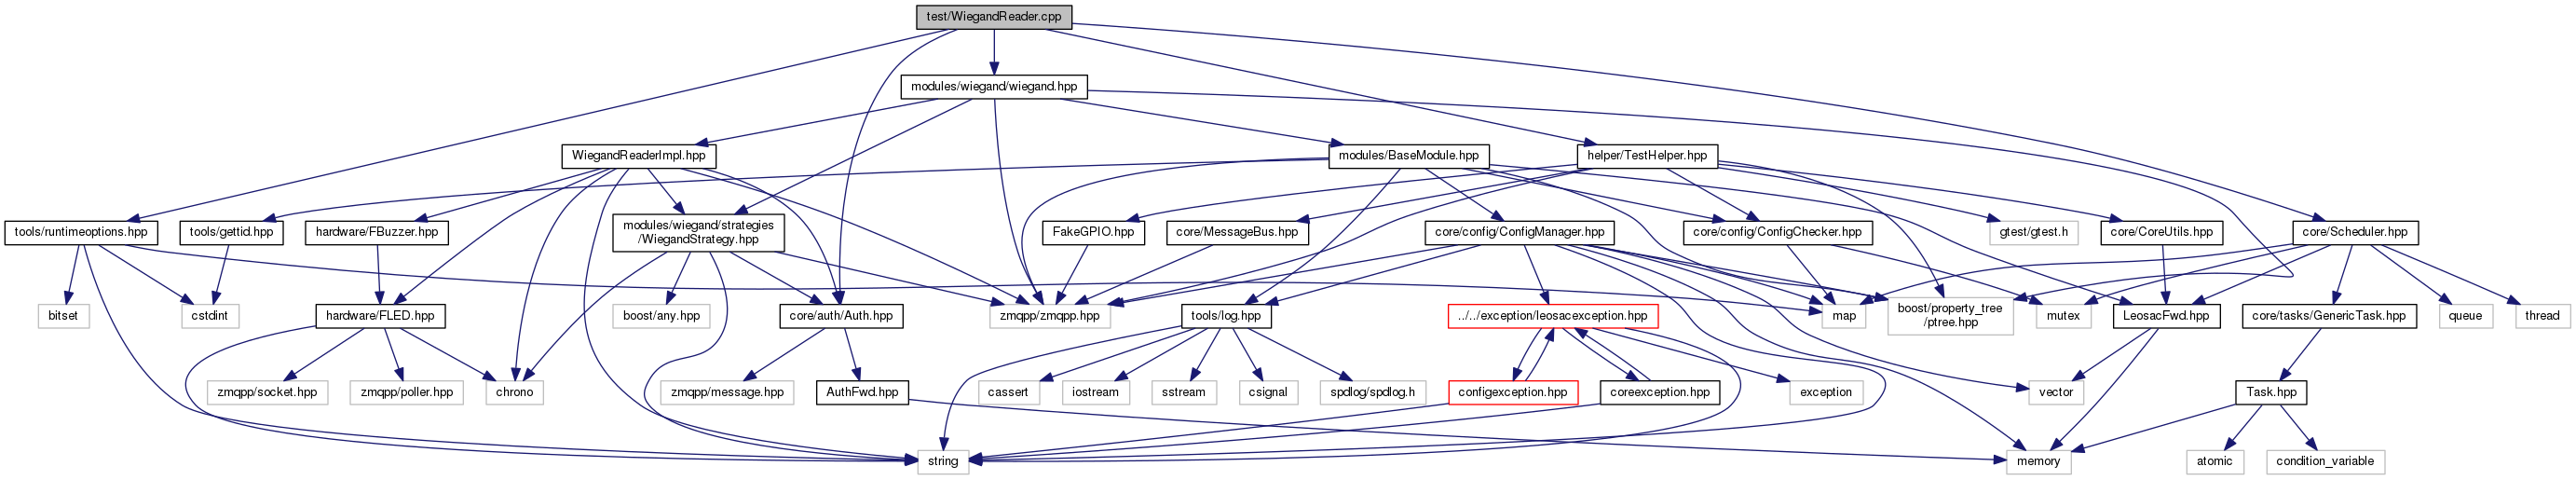 test/WiegandReader.cpp
modules/wiegand/wiegand.hpp
WiegandReaderImpl.hpp
modules/BaseModule.hpp
helper/TestHelper.hpp
tools/runtimeoptions.hpp
tools/gettid.hpp
hardware/FBuzzer.hpp
modules/wiegand/strategies
/WiegandStrategy.hpp
FakeGPIO.hpp
core/MessageBus.hpp
core/config/ConfigManager.hpp
core/config/ConfigChecker.hpp
gtest/gtest.h
core/CoreUtils.hpp
core/Scheduler.hpp
bitset
cstdint
hardware/FLED.hpp
boost/any.hpp
core/auth/Auth.hpp
zmqpp/zmqpp.hpp
tools/log.hpp
../../exception/leosacexception.hpp
map
boost/property_tree
/ptree.hpp
mutex
LeosacFwd.hpp
core/tasks/GenericTask.hpp
queue
thread
zmqpp/socket.hpp
zmqpp/poller.hpp
chrono
zmqpp/message.hpp
AuthFwd.hpp
cassert
iostream
sstream
csignal
spdlog/spdlog.h
configexception.hpp
coreexception.hpp
exception
vector
Task.hpp
string
memory
atomic
condition_variable